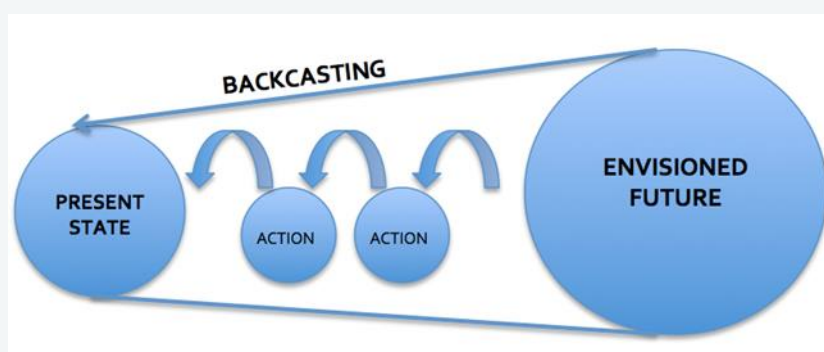 BACKCASTING
PRESENT
STATE
ACTION
ACTION
ENVISIONED
FUTURE